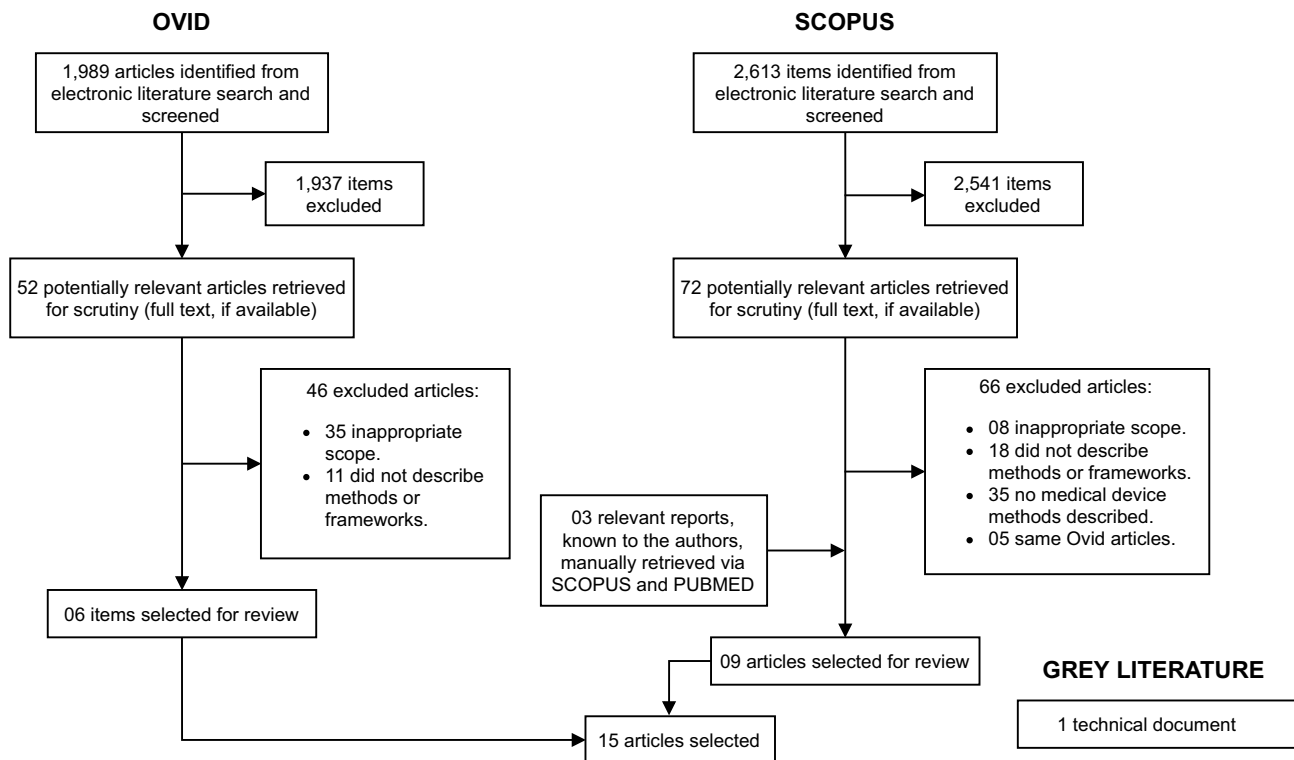 OVID
1,989 articles identified from
electronic literature search and
screened
1,937 items
excluded
52 potentially relevant articles retrieved
for scrutiny (full text, if available)
46 excluded articles:
• 35 inappropriate
scope.
• 11 did not describe
methods or
frameworks.
06 items selected for review
SCOPUS
2,613 items identified from
electronic literature search and
screened
2,541 items
excluded
72 potentially relevant articles retrieved
for scrutiny (full text, if available)
66 excluded articles:
• 08 inappropriate scope.
• 18 did not describe
methods or frameworks.
• 35 no medical device
methods described.
• 05 same Ovid articles.
03 relevant reports,
known to the authors,
manually retrieved via
SCOPUS and PUBMED
09 articles selected for review
15 articles selected
GREY LITERATURE
1 technical document